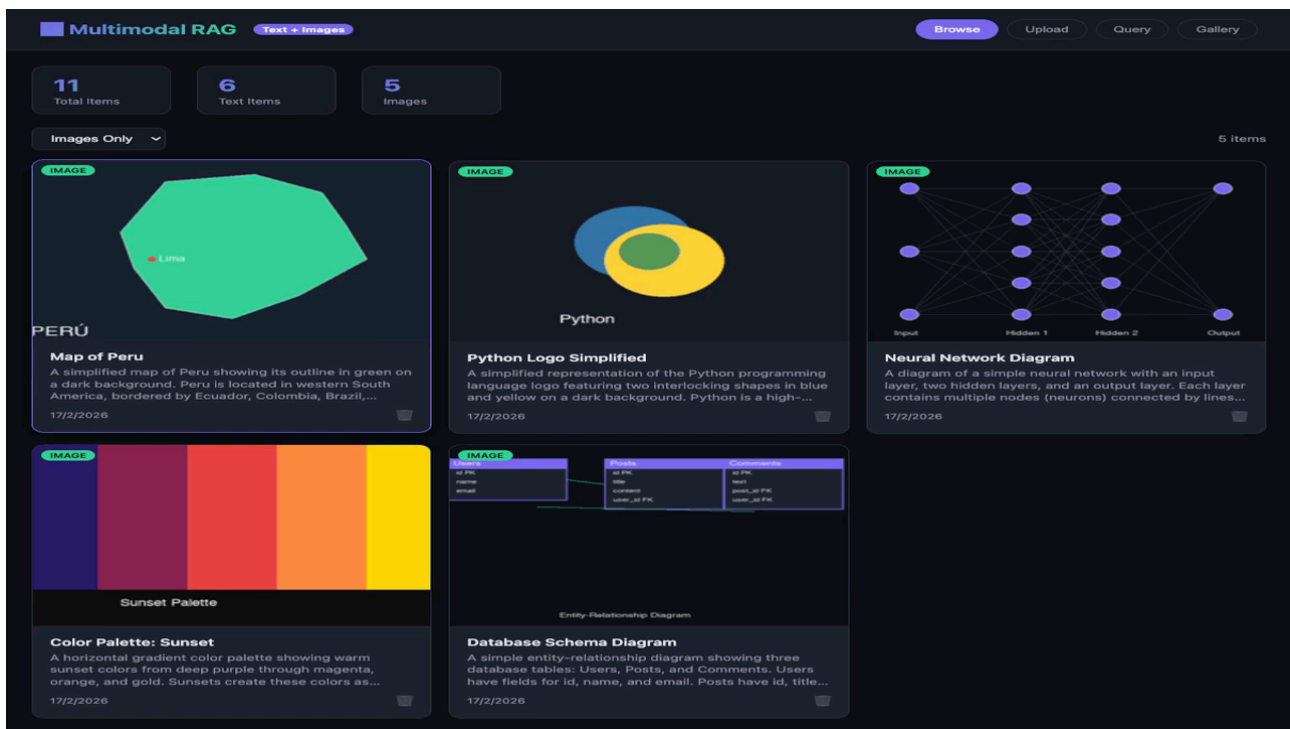 Multimodal RAG
Text + Images
Browse
Upload
Query
Gallery
11
Total Items
6
Text Items
5
Images
Images Only
5 items
IMAGE
Lima
PERÚ
Map of Peru
A simplified map of Peru showing its outline in green on
a dark background. Peru is located in western South
America, bordered by Ecuador, Colombia, Brazil,...
17/2/2026
IMAGE
Python
Python Logo Simplified
A simplified representation of the Python programming
language logo featuring two interlocking shapes in blue
and yellow on a dark background. Python is a high-...
17/2/2026
IMAGE
Input
Hidden 1
Hidden 2
Output
Neural Network Diagram
A diagram of a simple neural network with an input
layer, two hidden layers, and an output layer. Each layer
contains multiple nodes (neurons) connected by lines...
17/2/2026
IMAGE
Sunset Palette
Color Palette: Sunset
A horizontal gradient color palette showing warm
sunset colors from deep purple through magenta,
orange, and gold. Sunsets create these colors as...
17/2/2026
IMAGE
Users
id PK
name
email
Posts
id PK
title
content
user_id FK
Comments
id PK
text
post_id FK
user_id FK
Entity-Relationship Diagram
Database Schema Diagram
A simple entity-relationship diagram showing three
database tables: Users, Posts, and Comments. Users
have fields for id, name, and email. Posts have id, title...
17/2/2026